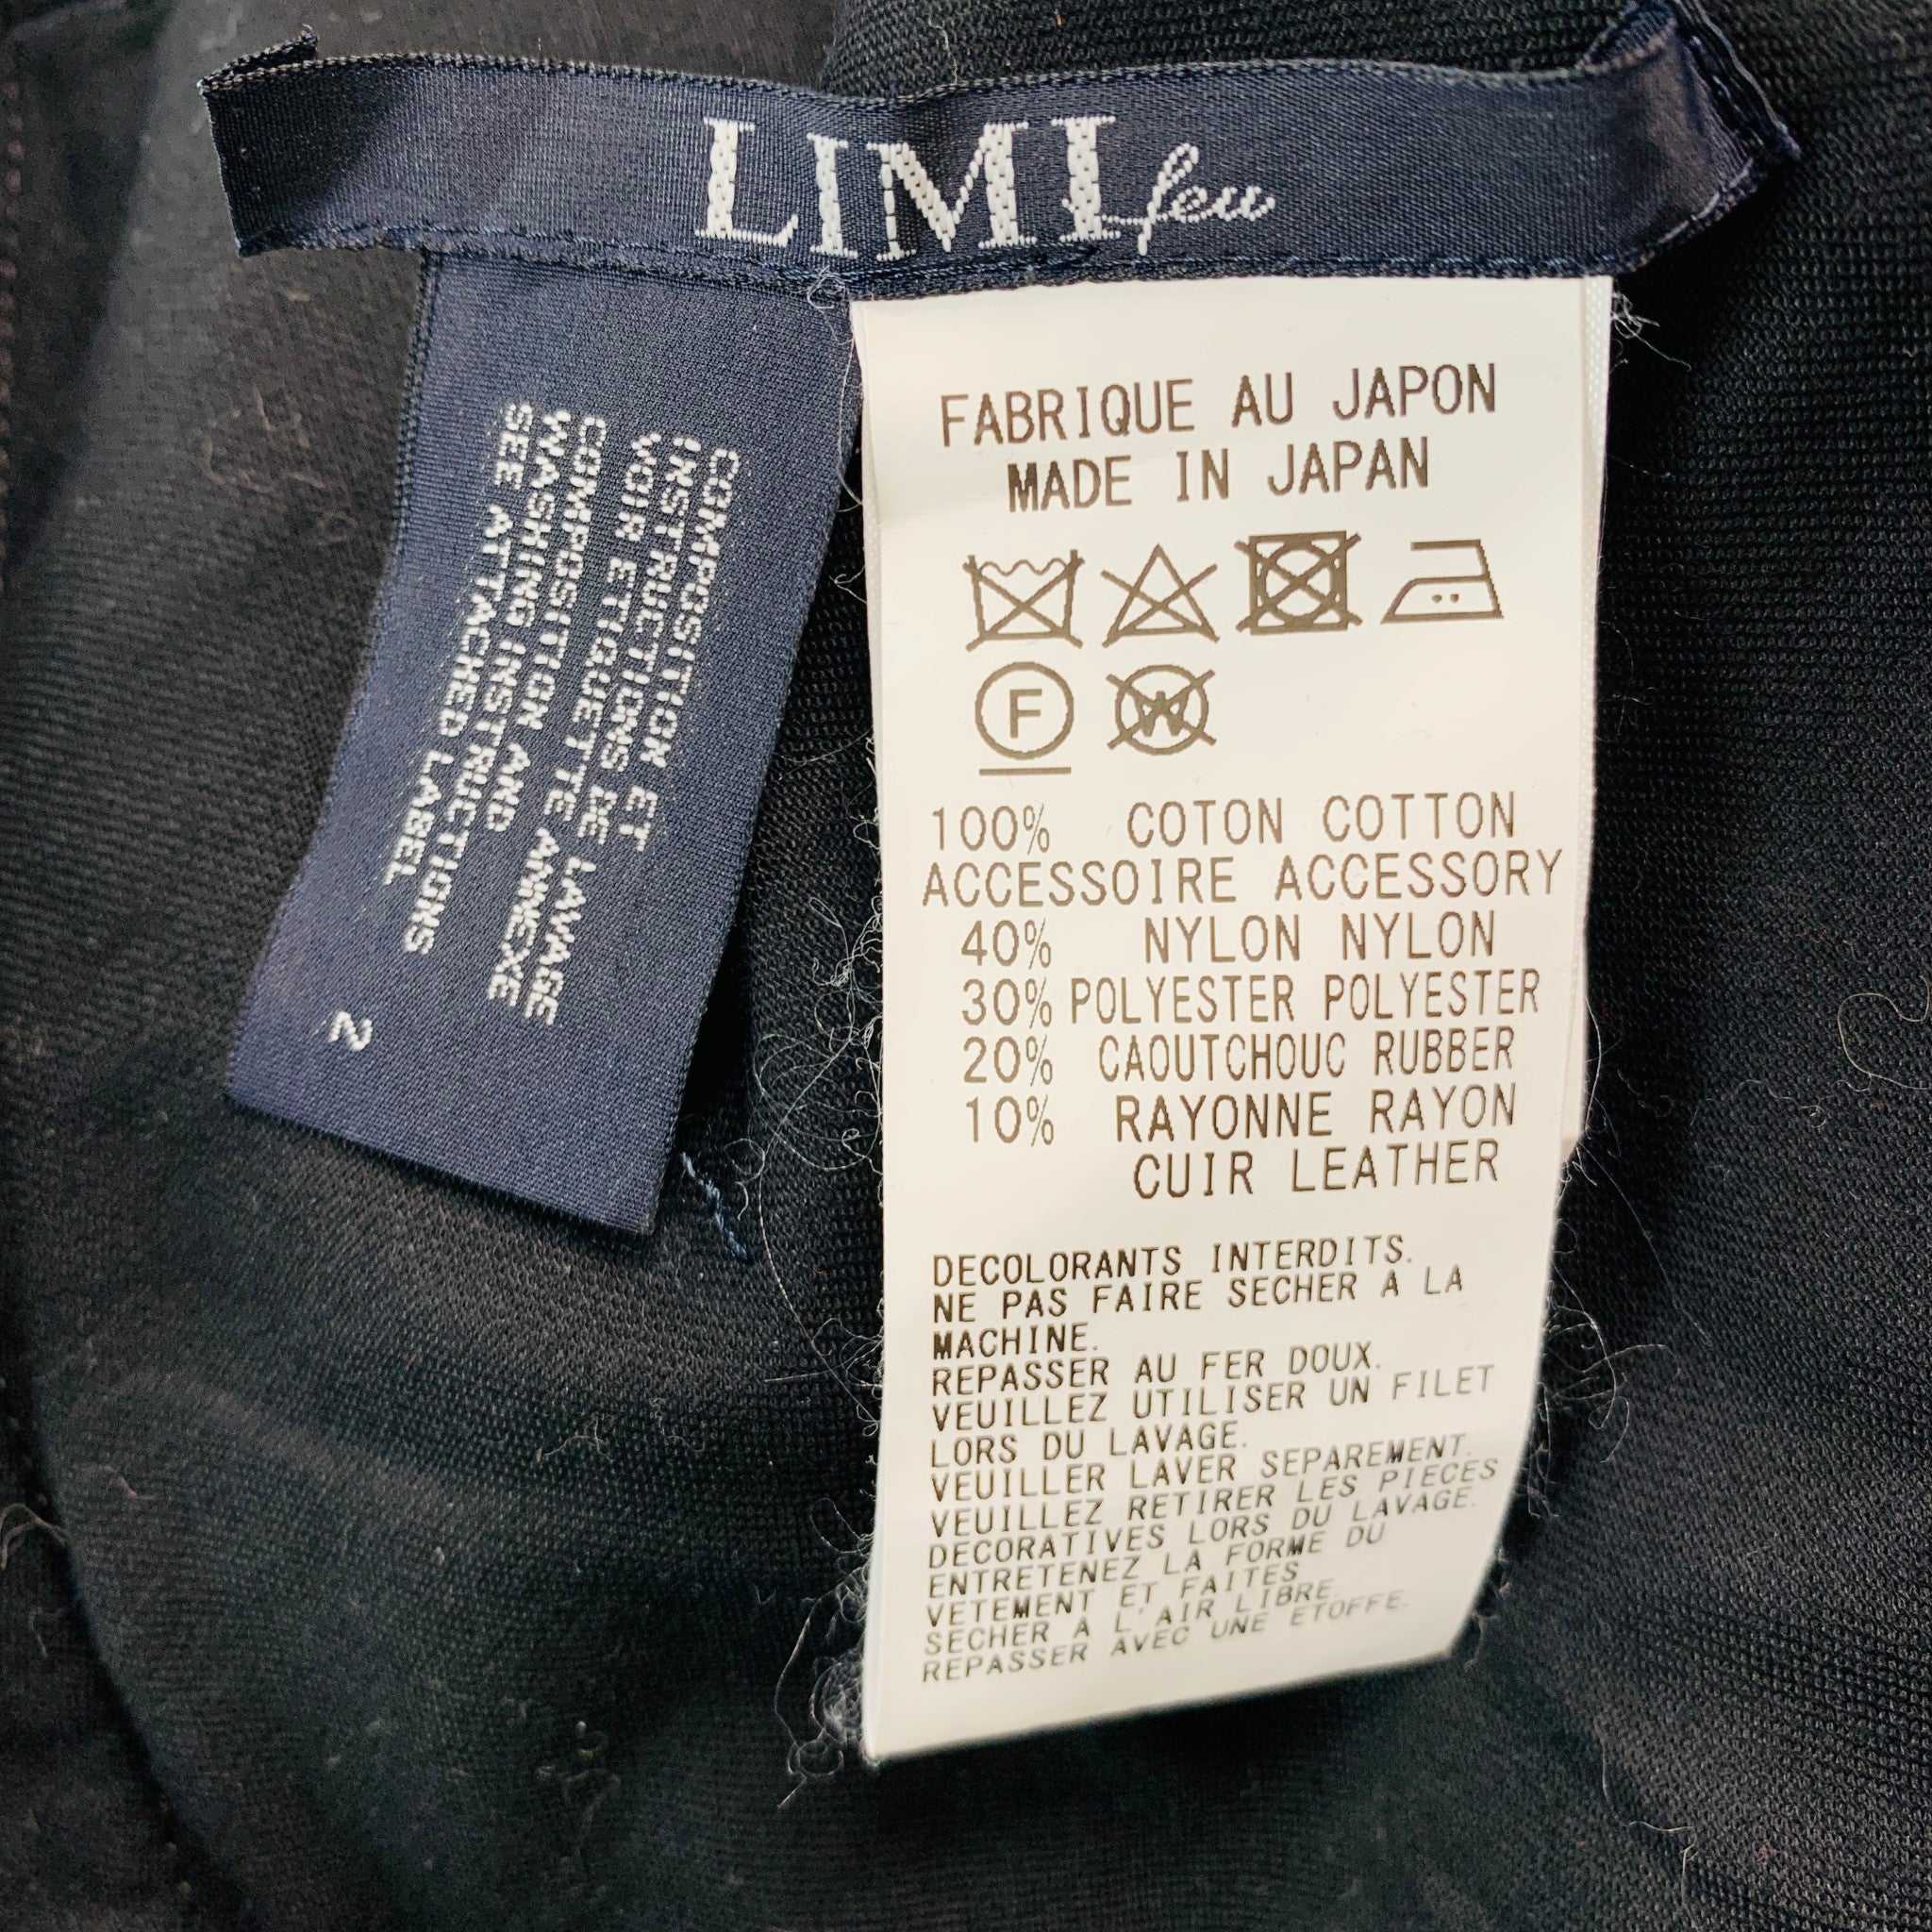 LIMI feu
COMPOSITION ET
INSTRUCTIONS DE LAVAGE
VOIR ETIQUETTE ANNEXE
COMPOSITION AND
WASHING INSTRUCTIONS
SEE ATTACHED LABEL
2
FABRIQUE AU JAPON
MADE IN JAPAN
F W
100% COTON COTTON
ACCESSOIRE ACCESSORY
40% NYLON NYLON
30% POLYESTER POLYESTER
20% CAOUTCHOUC RUBBER
10% RAYONNE RAYON
CUIR LEATHER
DECOLORANTS INTERDITS.
NE PAS FAIRE SECHER A LA
MACHINE.
REPASSER AU FER DOUX.
VEUILLEZ UTILISER UN FILET
LORS DU LAVAGE.
VEUILLER LAVER SEPAREMENT.
VEUILLEZ RETIRER LES PIECES
DECORATIVES LORS DU LAVAGE.
ENTRETENEZ LA FORME DU
VETEMENT ET FAITES
SECHER A L'AIR LIBRE.
REPASSER AVEC UNE ETOFFE.